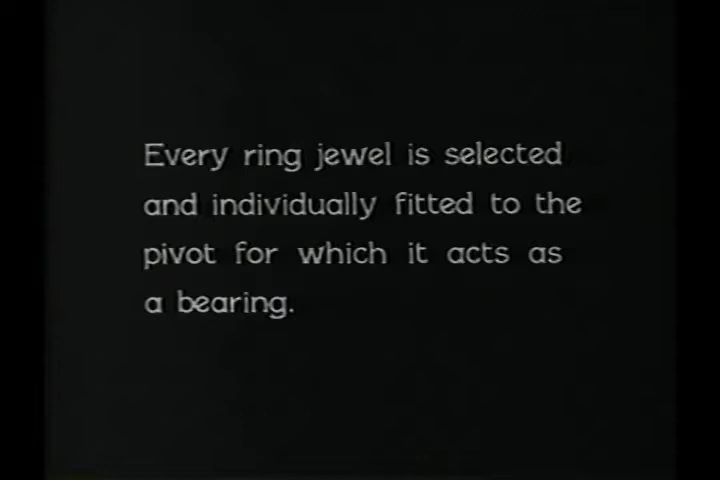 Every ring jewel is selected
and individually fitted to the
pivot for which it acts as
a bearing.